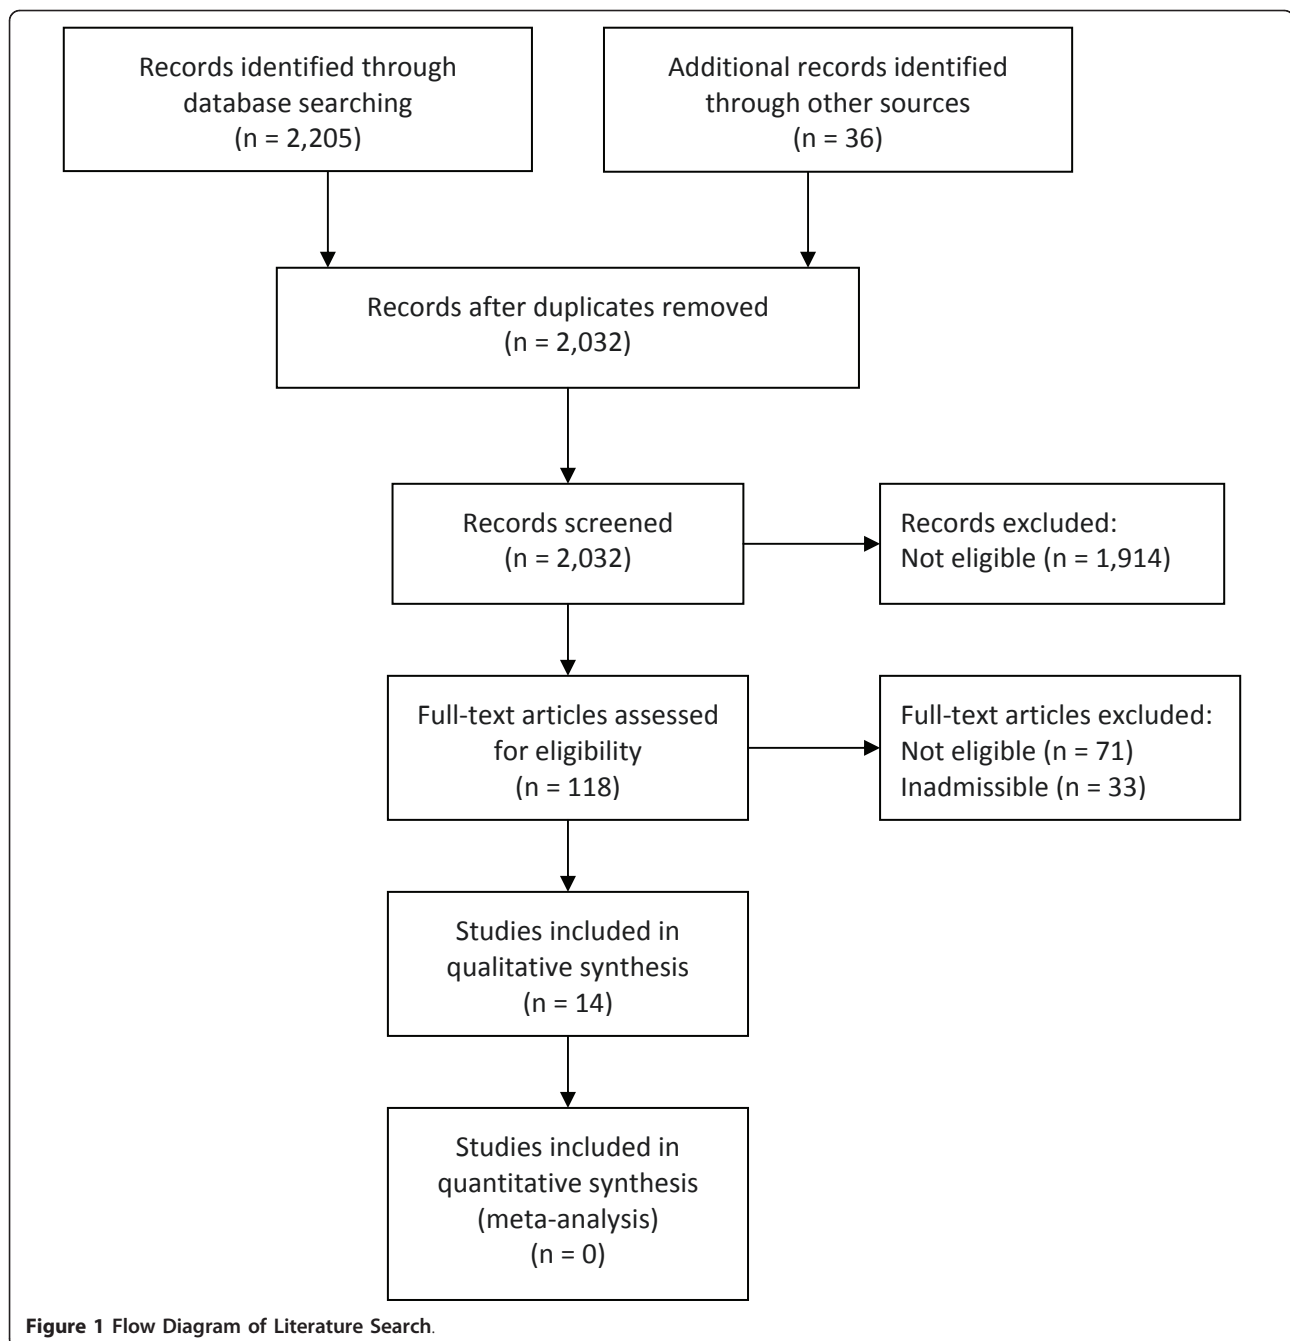 Records identified through
database searching
(n = 2,205)
Additional records identified
through other sources
(n = 36)
Records after duplicates removed
(n = 2,032)
Records screened
(n = 2,032)
Records excluded:
Not eligible (n = 1,914)
Full-text articles assessed
for eligibility
(n = 118)
Full-text articles excluded:
Not eligible (n = 71)
Inadmissible (n = 33)
Studies included in
qualitative synthesis
(n = 14)
Studies included in
quantitative synthesis
(meta-analysis)
(n = 0)
Figure 1 Flow Diagram of Literature Search.